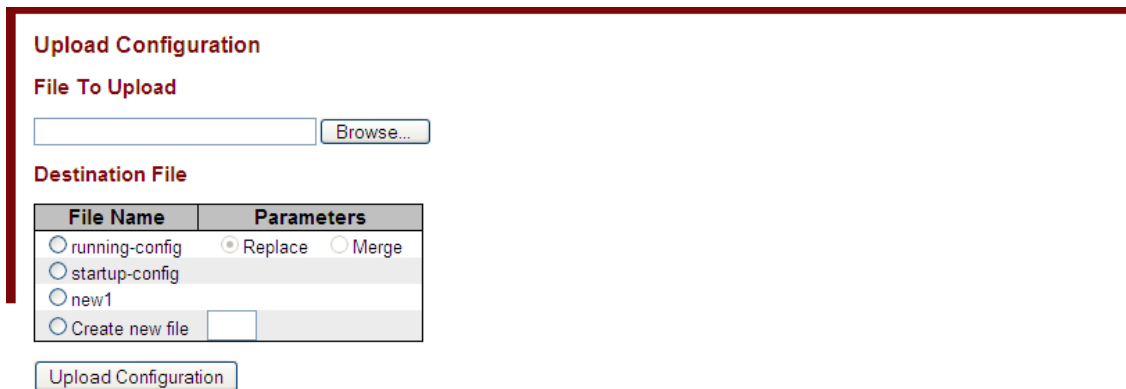 Upload Configuration
File To Upload
Browse...
Destination File
File Name Parameters
running-config Replace Merge
startup-config
new1
Create new file
Upload Configuration